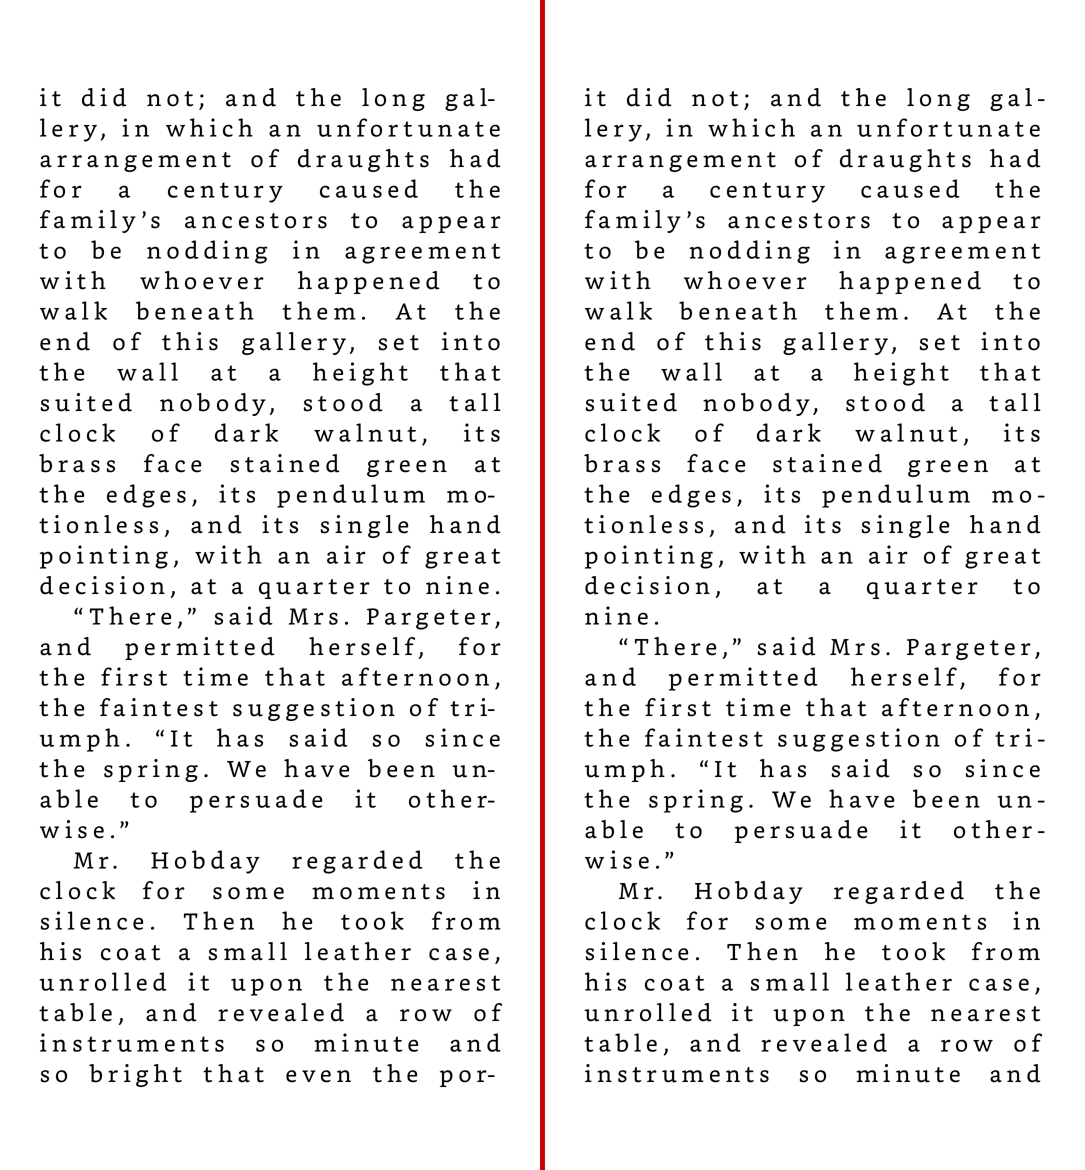 it did not; and the long gal-
lery, in which an unfortunate
arrangement of draughts had
for a century caused the
family’s ancestors to appear
to be nodding in agreement
with whoever happened to
walk beneath them. At the
end of this gallery, set into
the wall at a height that
suited nobody, stood a tall
clock of dark walnut, its
brass face stained green at
the edges, its pendulum mo-
tionless, and its single hand
pointing, with an air of great
decision, at a quarter to nine.
“There,” said Mrs. Pargeter,
and permitted herself, for
the first time that afternoon,
the faintest suggestion of tri-
umph. “It has said so since
the spring. We have been un-
able to persuade it other-
wise.”
Mr. Hobday regarded the
clock for some moments in
silence. Then he took from
his coat a small leather case,
unrolled it upon the nearest
table, and revealed a row of
instruments so minute and
so bright that even the por-
it did not; and the long gal-
lery, in which an unfortunate
arrangement of draughts had
for a century caused the
family’s ancestors to appear
to be nodding in agreement
with whoever happened to
walk beneath them. At the
end of this gallery, set into
the wall at a height that
suited nobody, stood a tall
clock of dark walnut, its
brass face stained green at
the edges, its pendulum mo-
tionless, and its single hand
pointing, with an air of great
decision, at a quarter to
nine.
“There,” said Mrs. Pargeter,
and permitted herself, for
the first time that afternoon,
the faintest suggestion of tri-
umph. “It has said so since
the spring. We have been un-
able to persuade it other-
wise.”
Mr. Hobday regarded the
clock for some moments in
silence. Then he took from
his coat a small leather case,
unrolled it upon the nearest
table, and revealed a row of
instruments so minute and